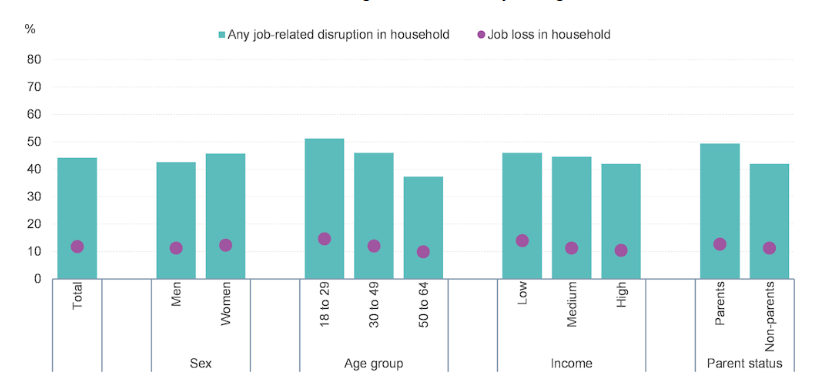 %
Any job-related disruption in household
Job loss in household
80
70
60
50
40
30
20
10
0
Total
Men
Women
18 to 29
30 to 49
50 to 64
Low
Medium
High
Parents
Non-parents
Sex
Age group
Income
Parent status